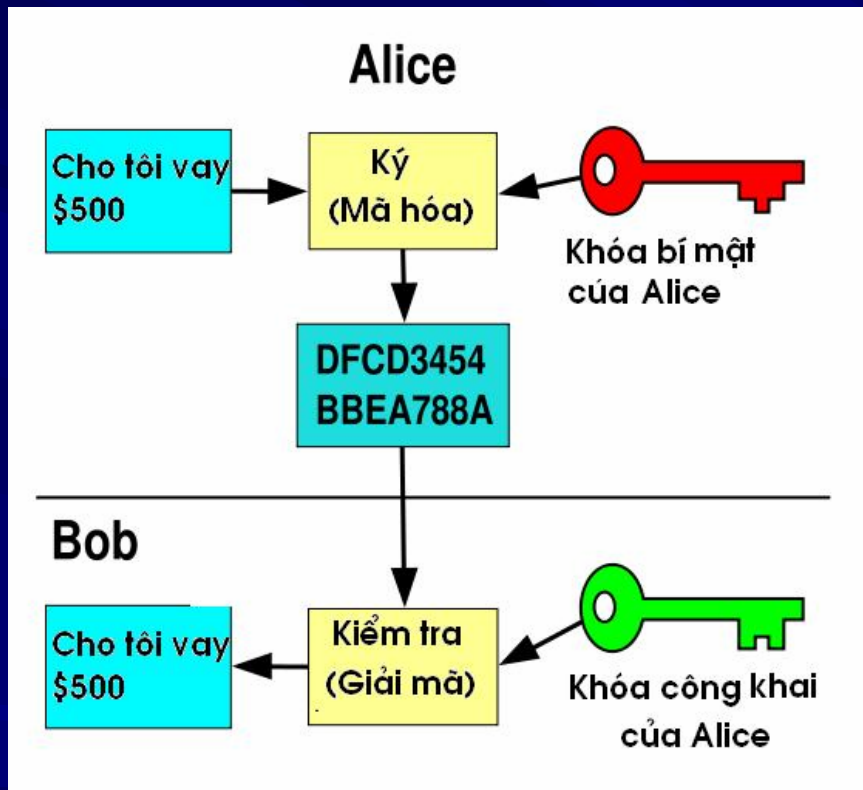 Alice
Cho tôi vay
$500
Ký
(Mã hóa)
Khóa bí mật
cúa Alice
DFCD3454
BBEA788A
Bob
Cho tôi vay
$500
Kiểm tra
(Giải mã)
Khóa công khai
của Alice